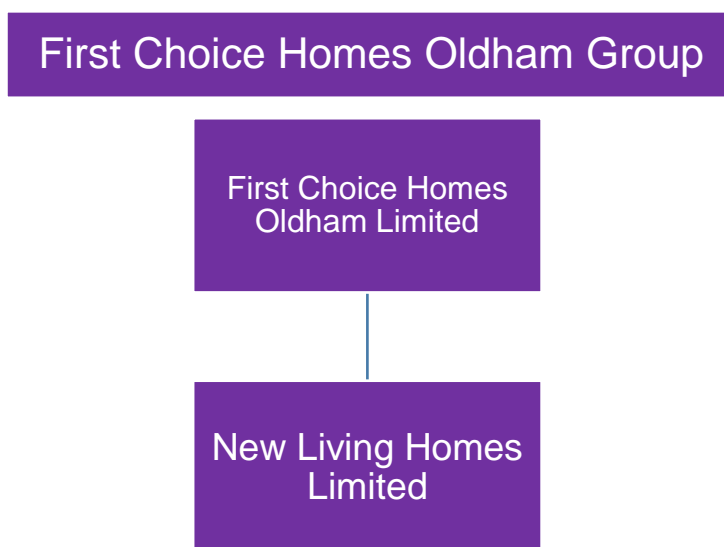 First Choice Homes Oldham Group
First Choice Homes
Oldham Limited
New Living Homes
Limited